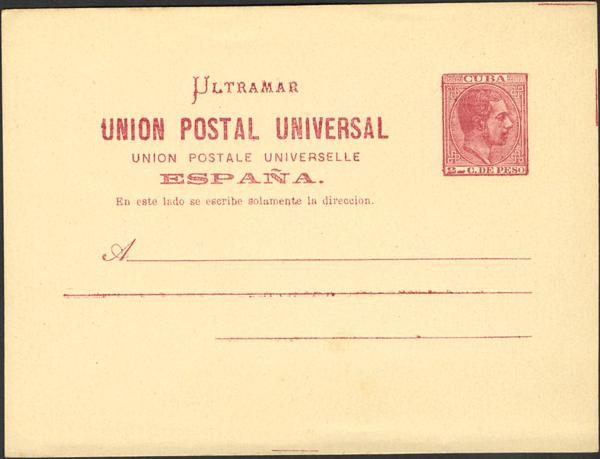 ULTRAMAR
UNION POSTAL UNIVERSAL
UNION POSTALE UNIVERSELLE
ESPAÑA.
En este lado se escribe solamente la direccion.
A
CUBA
2 C. DE PESO